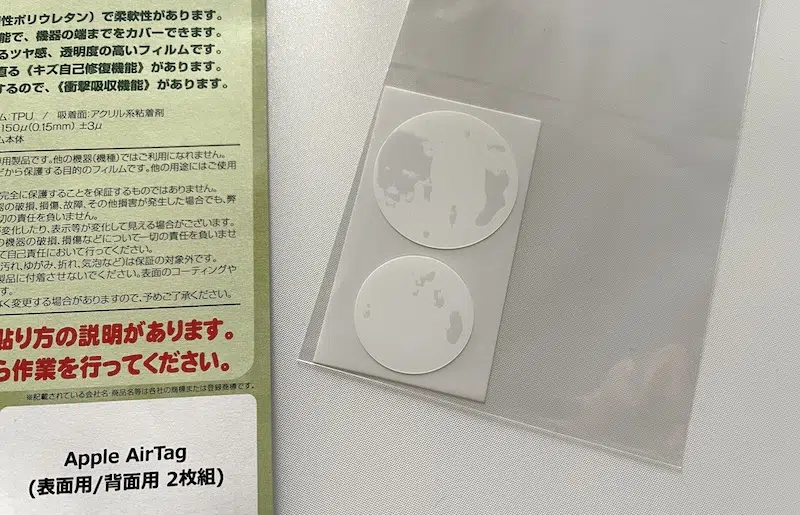 性ポリウレタン）で柔軟性があります。
能で、機器の端までをカバーできます。
るツヤ感、透明度の高いフィルムです。
直る《キズ自己修復機能》があります。
するので、《衝撃吸収機能》があります。
ム：TPU / 吸着面：アクリル系粘着剤
150μ(0.15mm) ±3μ
ム本体
専用製品です。他の機器(機種)ではご利用になれません。
だから保護する目的のフィルムです。他の用途にはご使用
完全に保護することを保証するものではありません。
器の破損、損傷、故障、その他損害が発生した場合でも、弊
切の責任を負いません。
変化したり、表示等が変化して見える場合がございます。
の機器の破損、損傷などについて一切の責任を負いませ
て自己責任において行ってください。
汚れ、ゆがみ、折れ、気泡など)は保証の対象外です。
製品に付着させないでください。表面のコーティングや
す。
なく変更する場合がありますので、予めご了承ください。
貼り方の説明があります。
ら作業を行ってください。
※記載されている会社名・商品名等は各社の商標または登録商標です。
Apple AirTag
(表面用/背面用 2枚組)